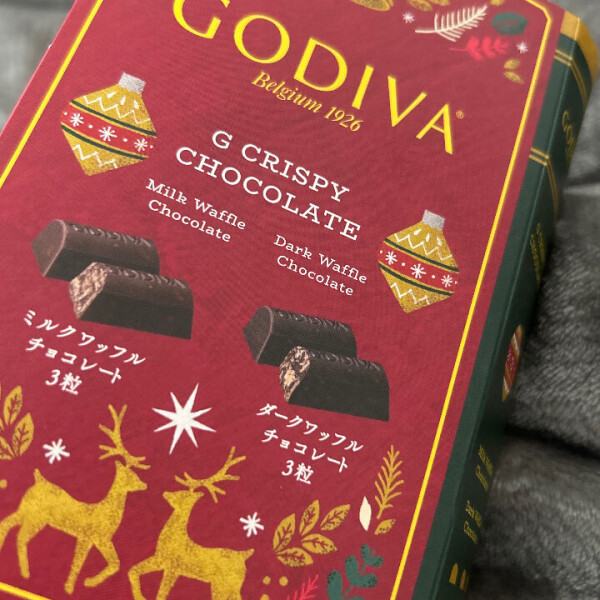 GODIVA®
Belgium 1926
G CRISPY
CHOCOLATE
Milk Waffle
Chocolate
Dark Waffle
Chocolate
ミルクワッフル
チョコレート
3粒
ダークワッフル
チョコレート
3粒
GODIVA